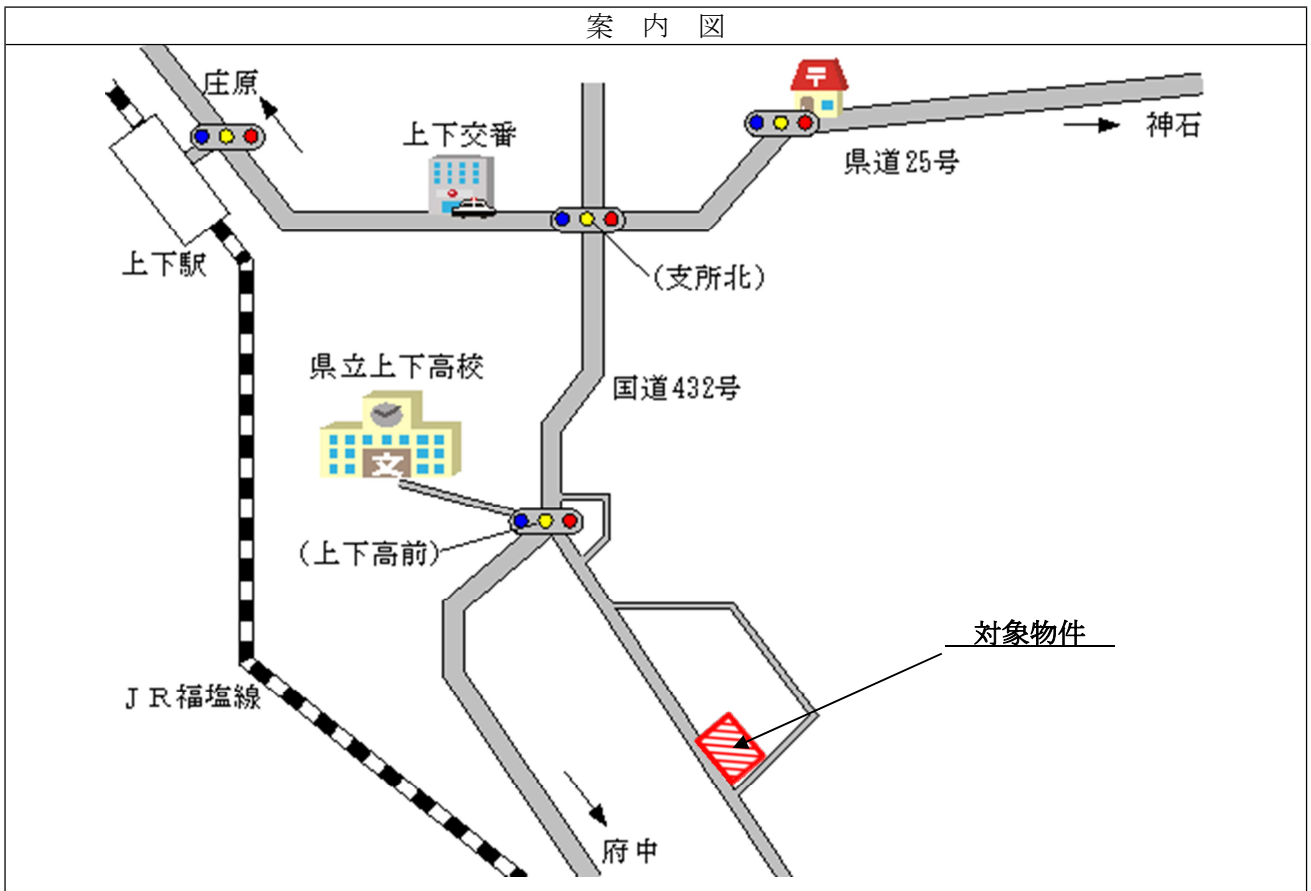 案 内 図
庄原
上下交番
〒
神石
県道25号
上下駅
(支所北)
県立上下高校
国道432号
文
(上下高前)
対象物件
JR福塩線
府中